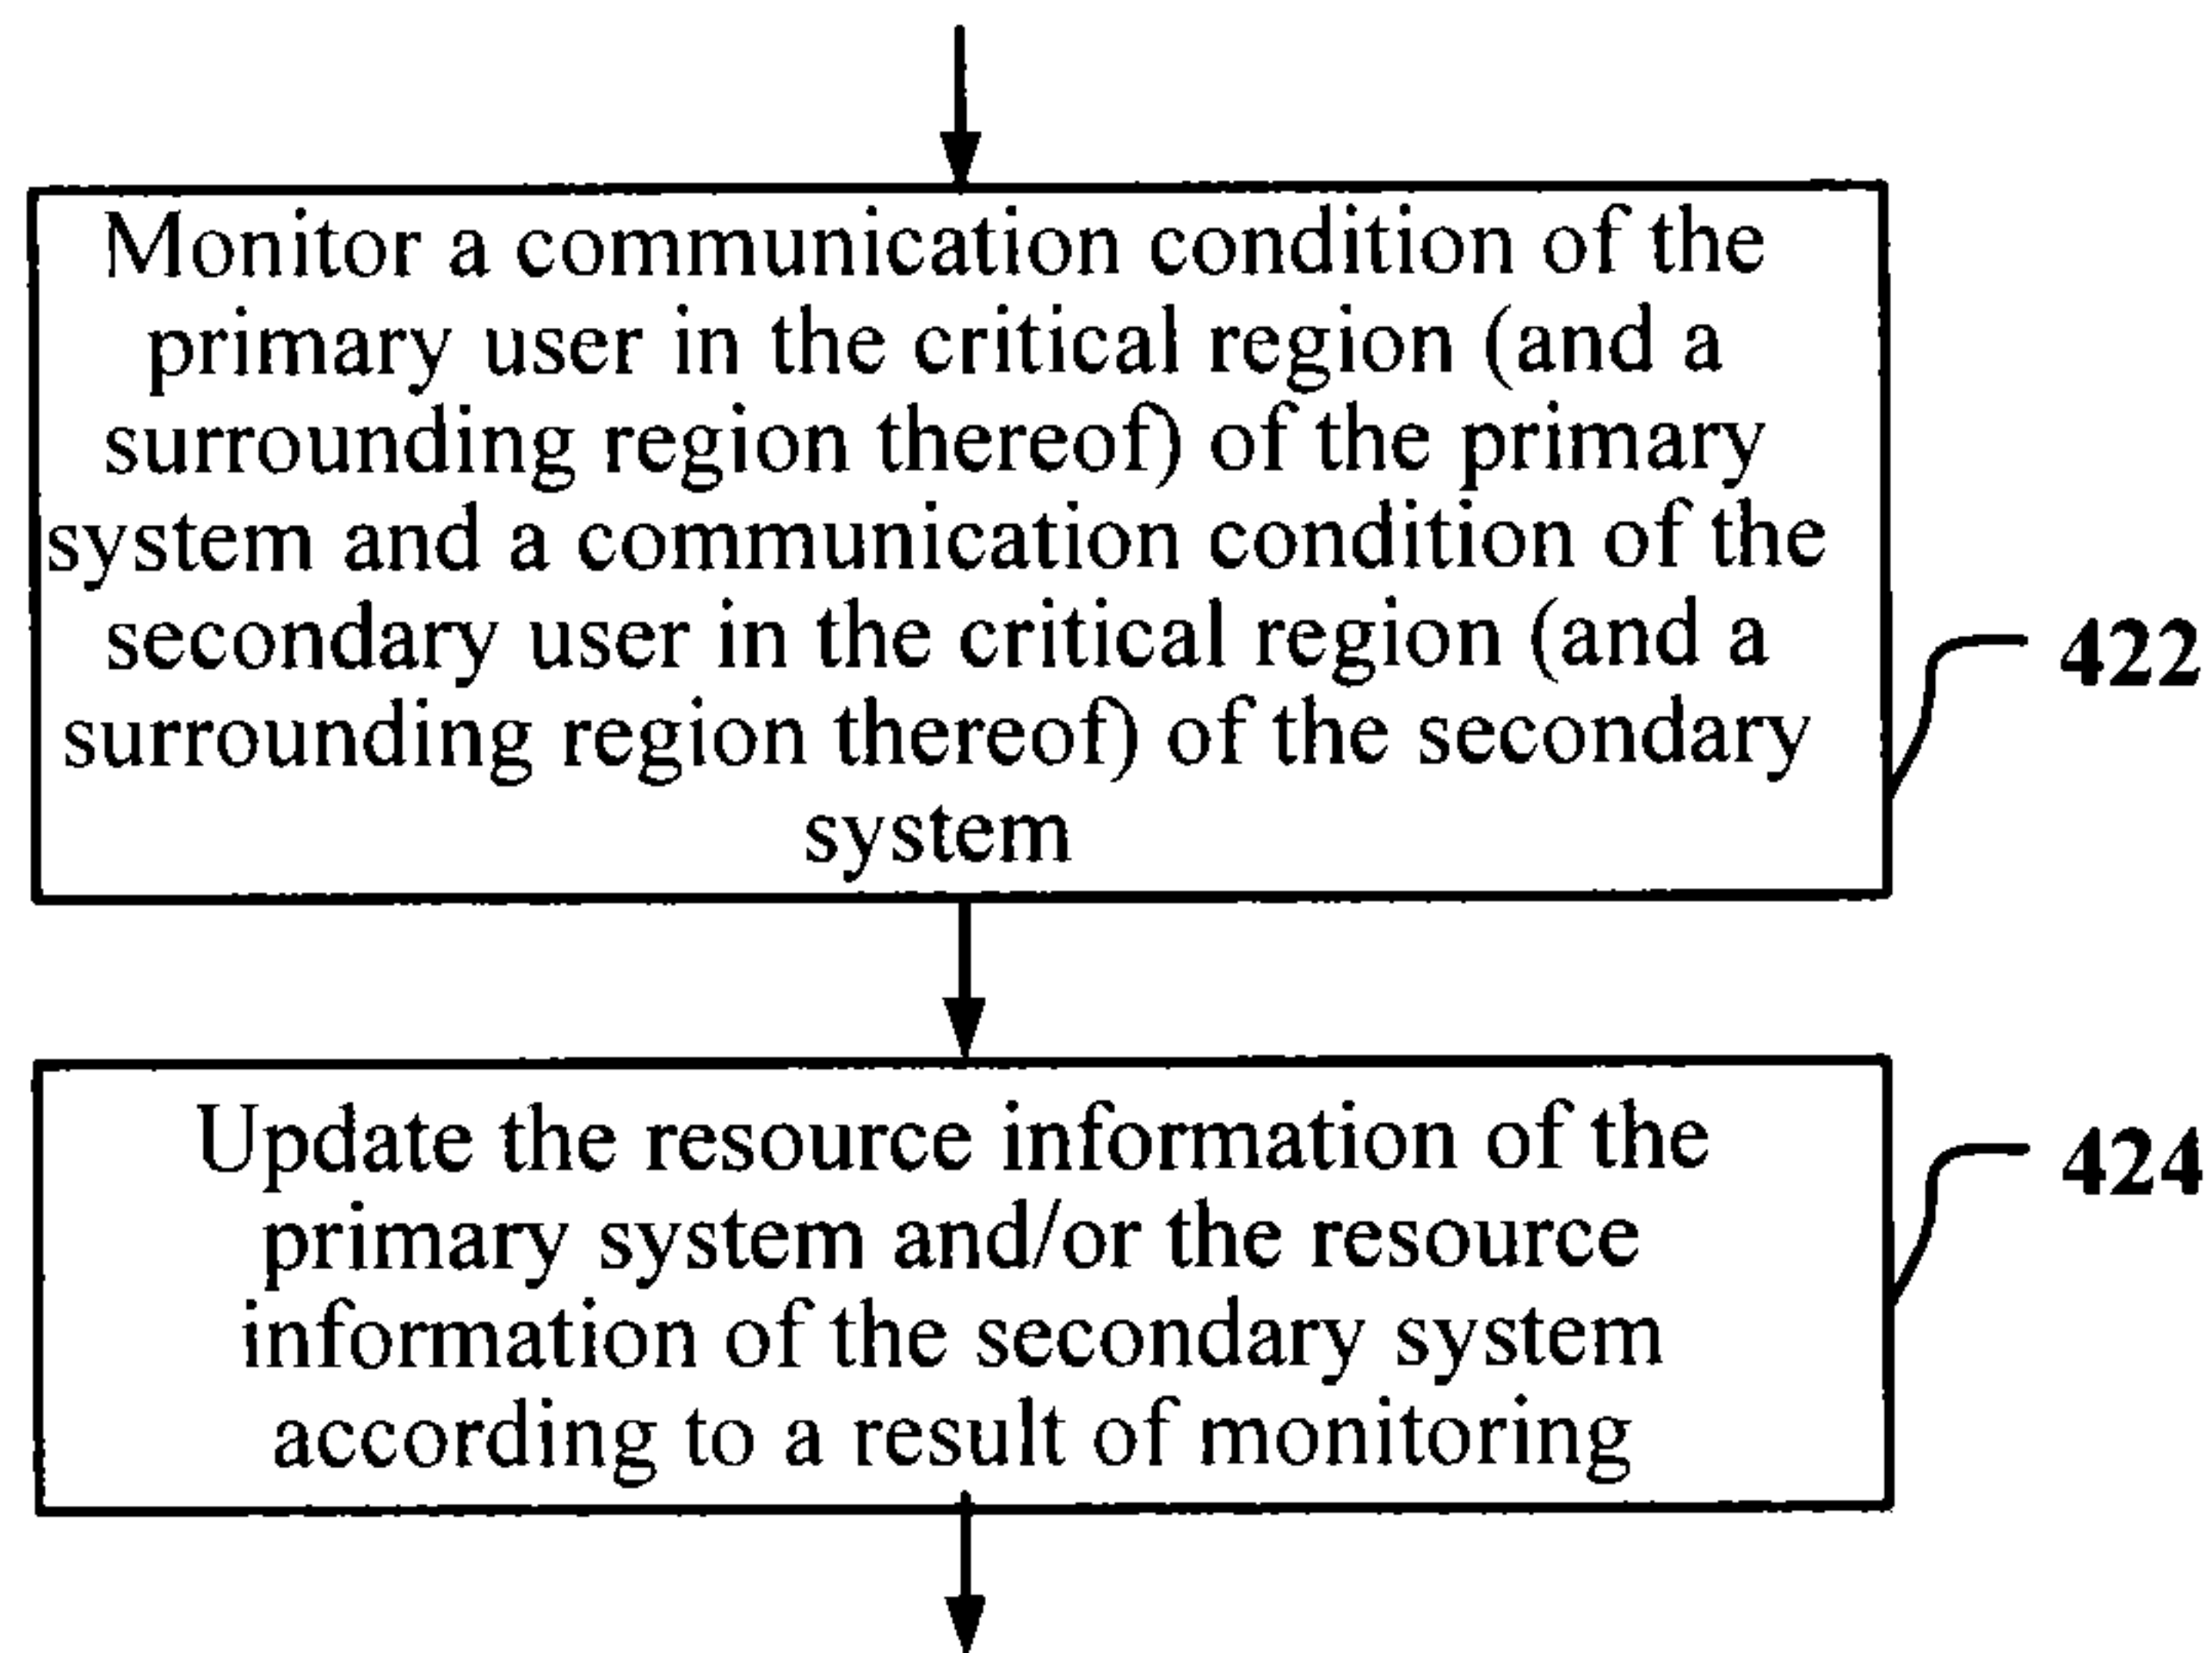 Monitor a communication condition of the
primary user in the critical region (and a
surrounding region thereof) of the primary
system and a communication condition of the
secondary user in the critical region (and a
surrounding region thereof) of the secondary
system
422
Update the resource information of the
primary system and/or the resource
information of the secondary system
according to a result of monitoring
424